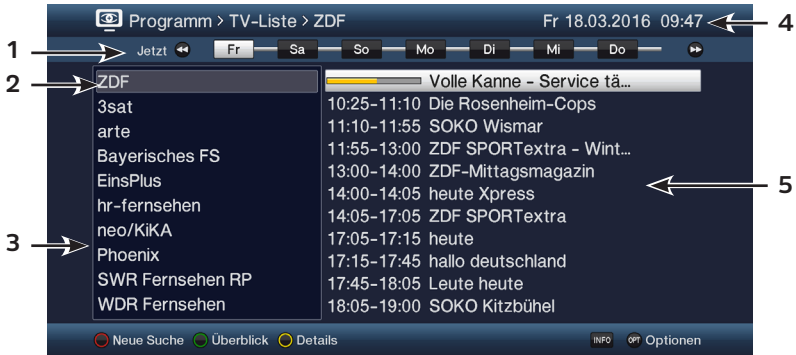 Programm > TV-Liste > ZDF Fr 18.03.2016 09:47 4
1 Jetzt Fr Sa So Mo Di Mi Do
2 ZDF Volle Kanne - Service tä...
3sat 10:25-11:10 Die Rosenheim-Cops
arte 11:10-11:55 SOKO Wismar
Bayerisches FS 11:55-13:00 ZDF SPORTextra - Wint...
EinsPlus 13:00-14:00 ZDF-Mittagsmagazin
5
hr-fernsehen 14:00-14:05 heute Xpress
neo/KiKA 14:05-17:05 ZDF SPORTextra
3
Phoenix 17:05-17:15 heute
SWR Fernsehen RP 17:15-17:45 hallo deutschland
WDR Fernsehen 17:45-18:05 Leute heute
18:05-19:00 SOKO Kitzbühel
Neue Suche Überblick Details INFO OPT Optionen